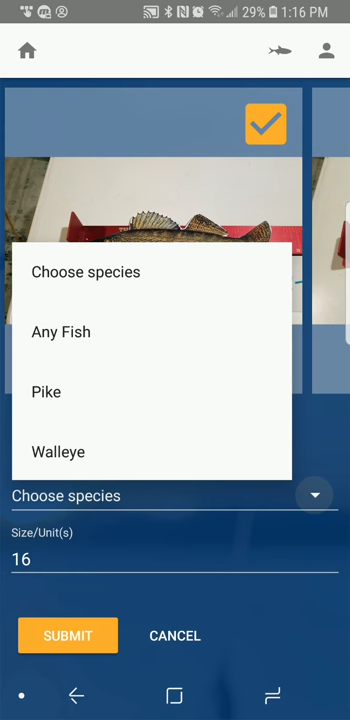 29% 1:16 PM
Choose species
Any Fish
Pike
Walleye
Choose species
Size/Unit(s)
16
SUBMIT CANCEL